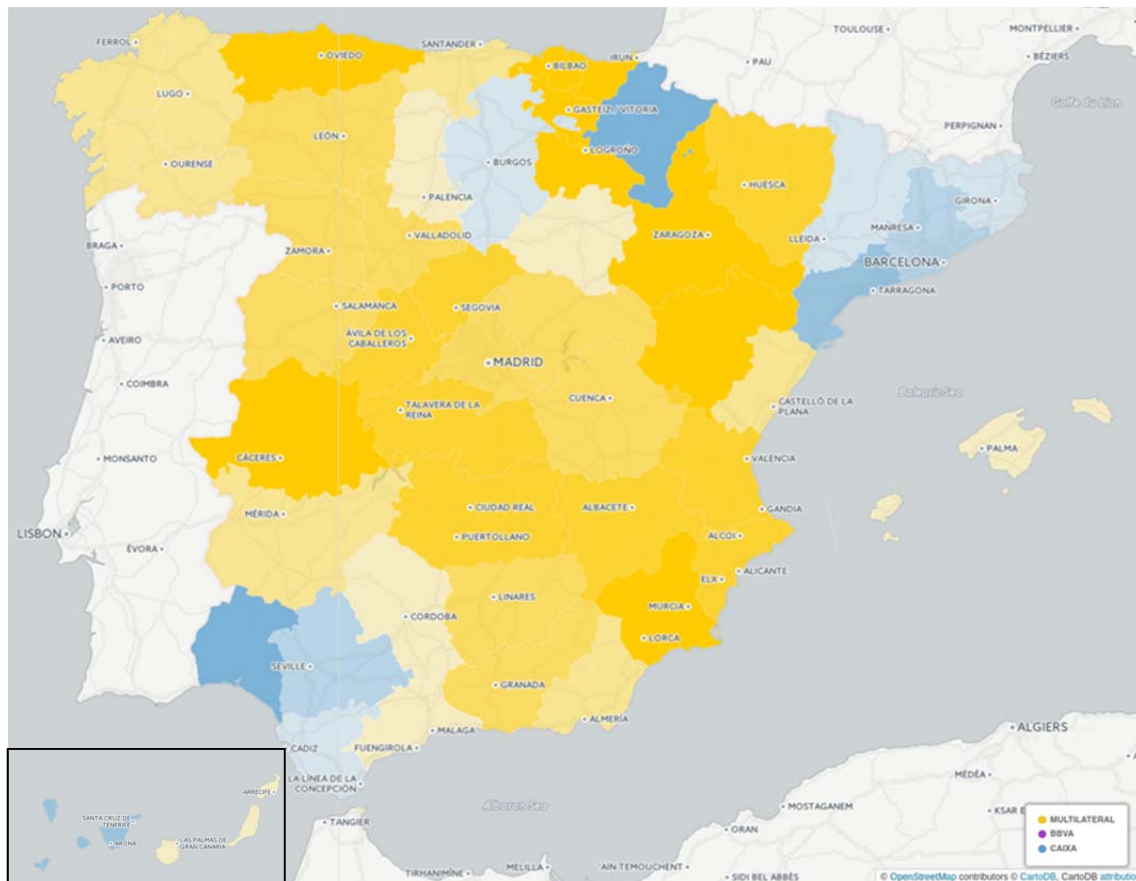 TOULOUSE
MONTPELLIER
BÉZIERS
FERROL
SANTANDER
OVIEDO
IRUN
PAU
BILBAO
LUGO
GASTEIZ / VITORIA
Golfe du Lion
PERPIGNAN
LEÓN
LOGROÑO
OURENSE
BURGOS
HUESCA
PALENCIA
GIRONA
MANRESA
BRAGA
VALLADOLID
ZARAGOZA
LLEIDA
ZAMORA
BARCELONA
PORTO
TARRAGONA
SALAMANCA
SEGOVIA
ÁVILA DE LOS
CABALLEROS
AVEIRO
MADRID
COIMBRA
CUENCA
Balearic Sea
TALAVERA DE LA
REINA
CASTELLÓ DE LA
PLANA
PALMA
MONSANTO
CÁCERES
VALENCIA
CIUDAD REAL
ALBACETE
GANDIA
MÉRIDA
LISBON
PUERTOLLANO
ALCOI
ÉVORA
ALICANTE
ELX
LINARES
MURCIA
CORDOBA
LORCA
SEVILLE
GRANADA
ALMERÍA
MALAGA
ALGIERS
CADIZ
FUENGIROLA
LA LÍNEA DE LA
CONCEPCIÓN
MÉDÉA
ARRECIFE
Alboran Sea
MOSTAGANEM
KSAR E
SANTA CRUZ DE
TENERIFE
TANGIER
MULTILATERAL
ORAN
BBVA
ARONA
LAS PALMAS DE
GRAN CANARIA
CAIXA
MELILLA
'AÏN TEMOUCHENT
TIRHANIMÎNE
SIDI BEL ABBÈS
© OpenStreetMap contributors © CartoDB, CartoDB attributio